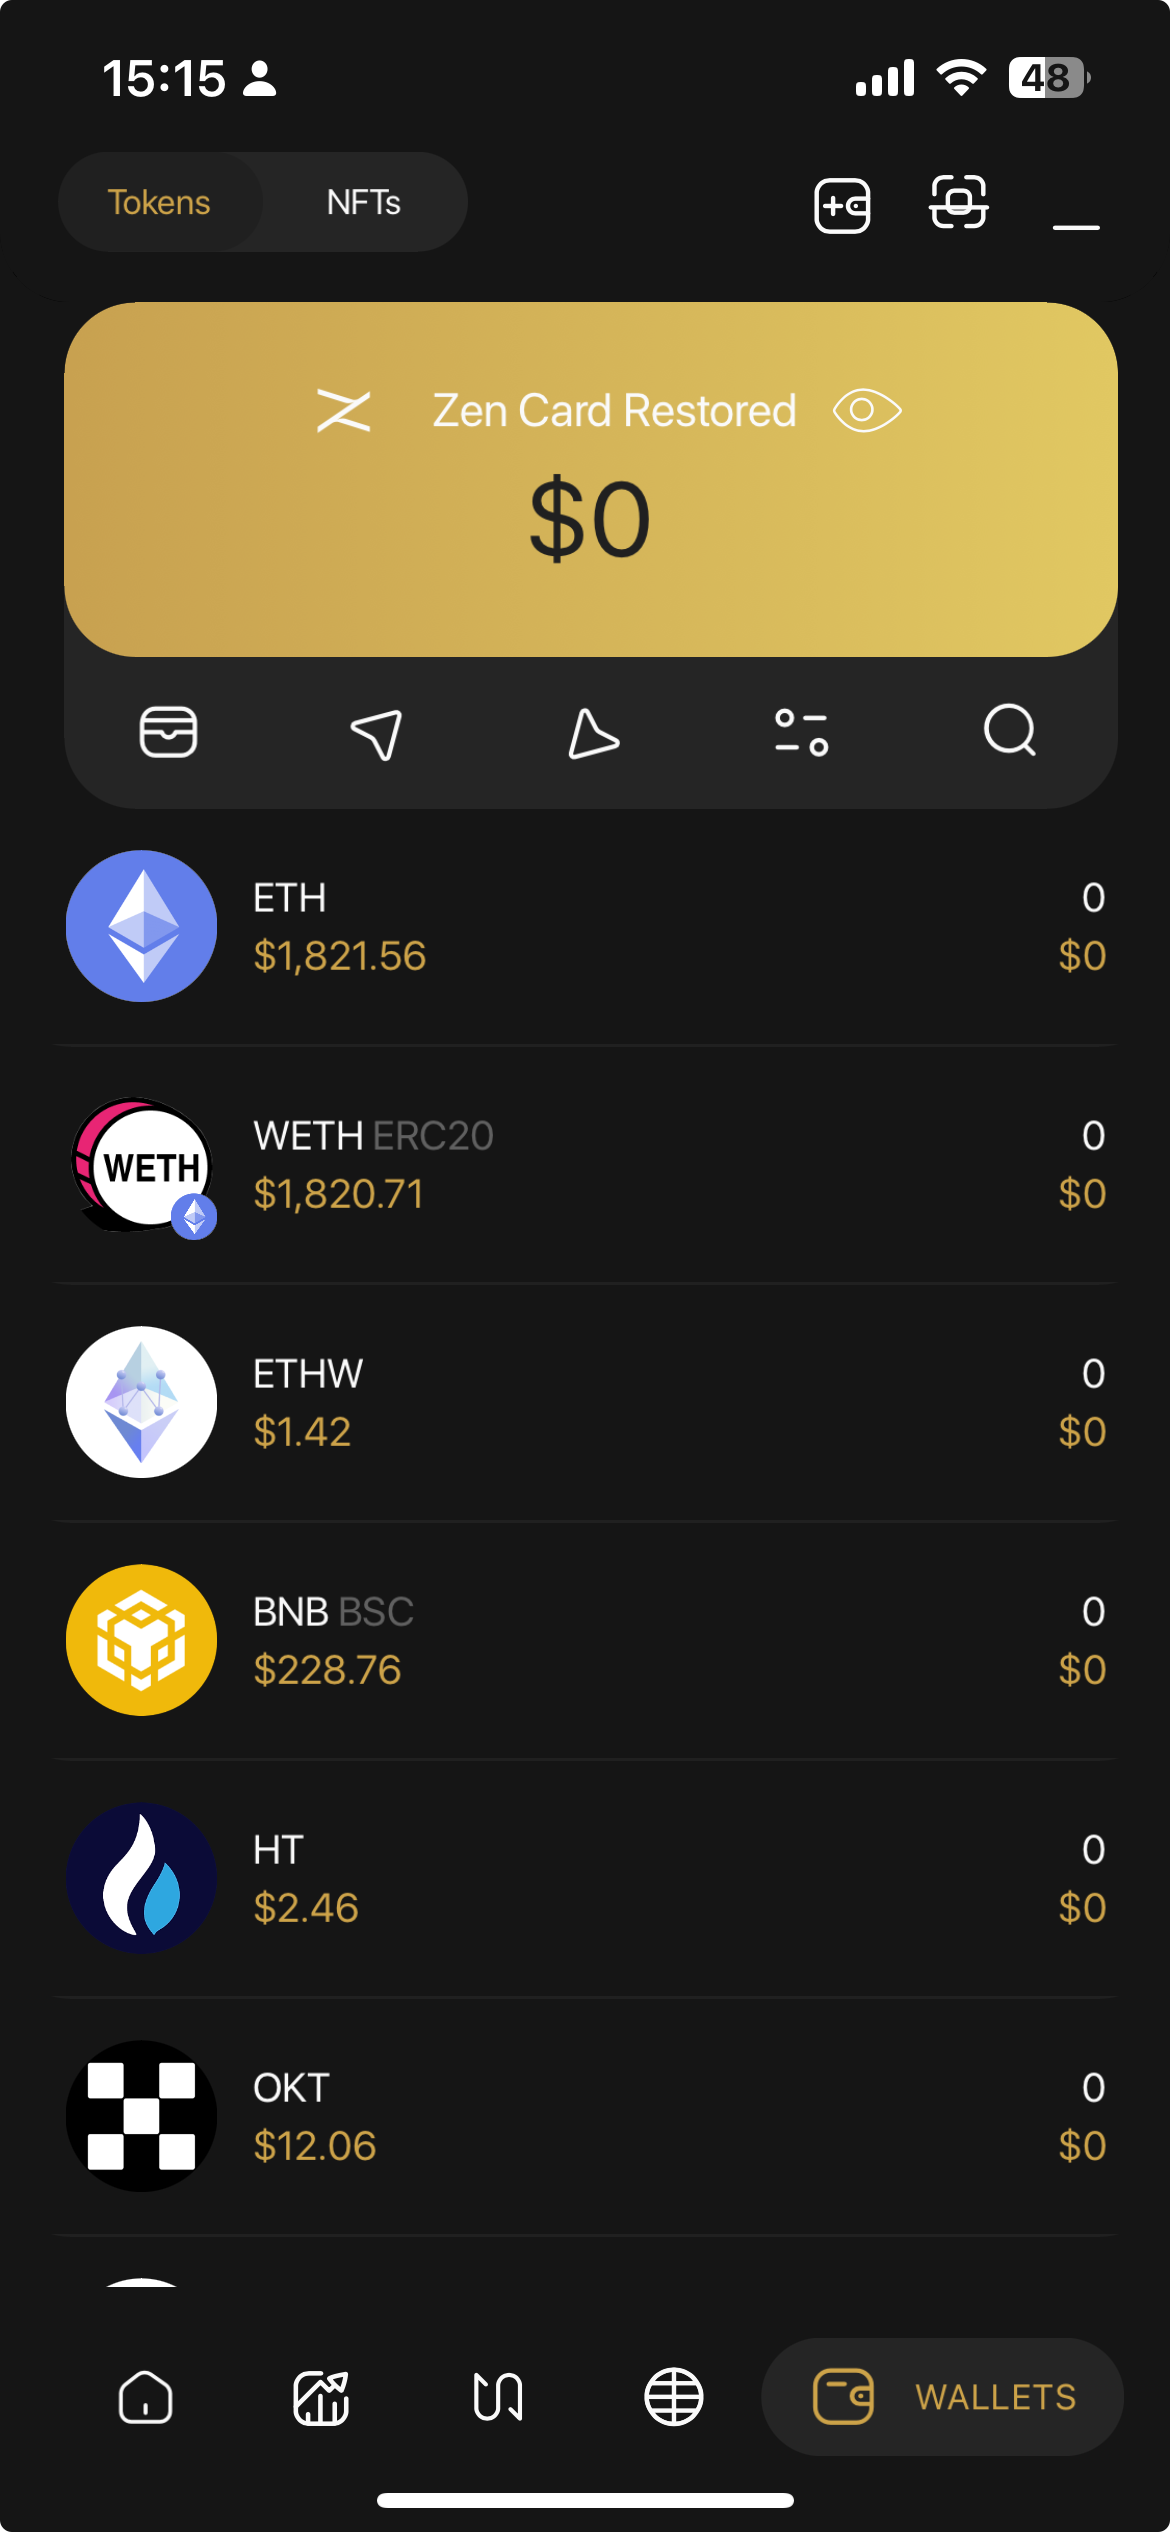 15:15 48
Tokens NFTs
Zen Card Restored
$0
ETH 0
$1,821.56 $0
WETH
WETH ERC20 0
$1,820.71 $0
ETHW 0
$1.42 $0
BNB BSC 0
$228.76 $0
HT 0
$2.46 $0
OKT 0
$12.06 $0
WALLETS